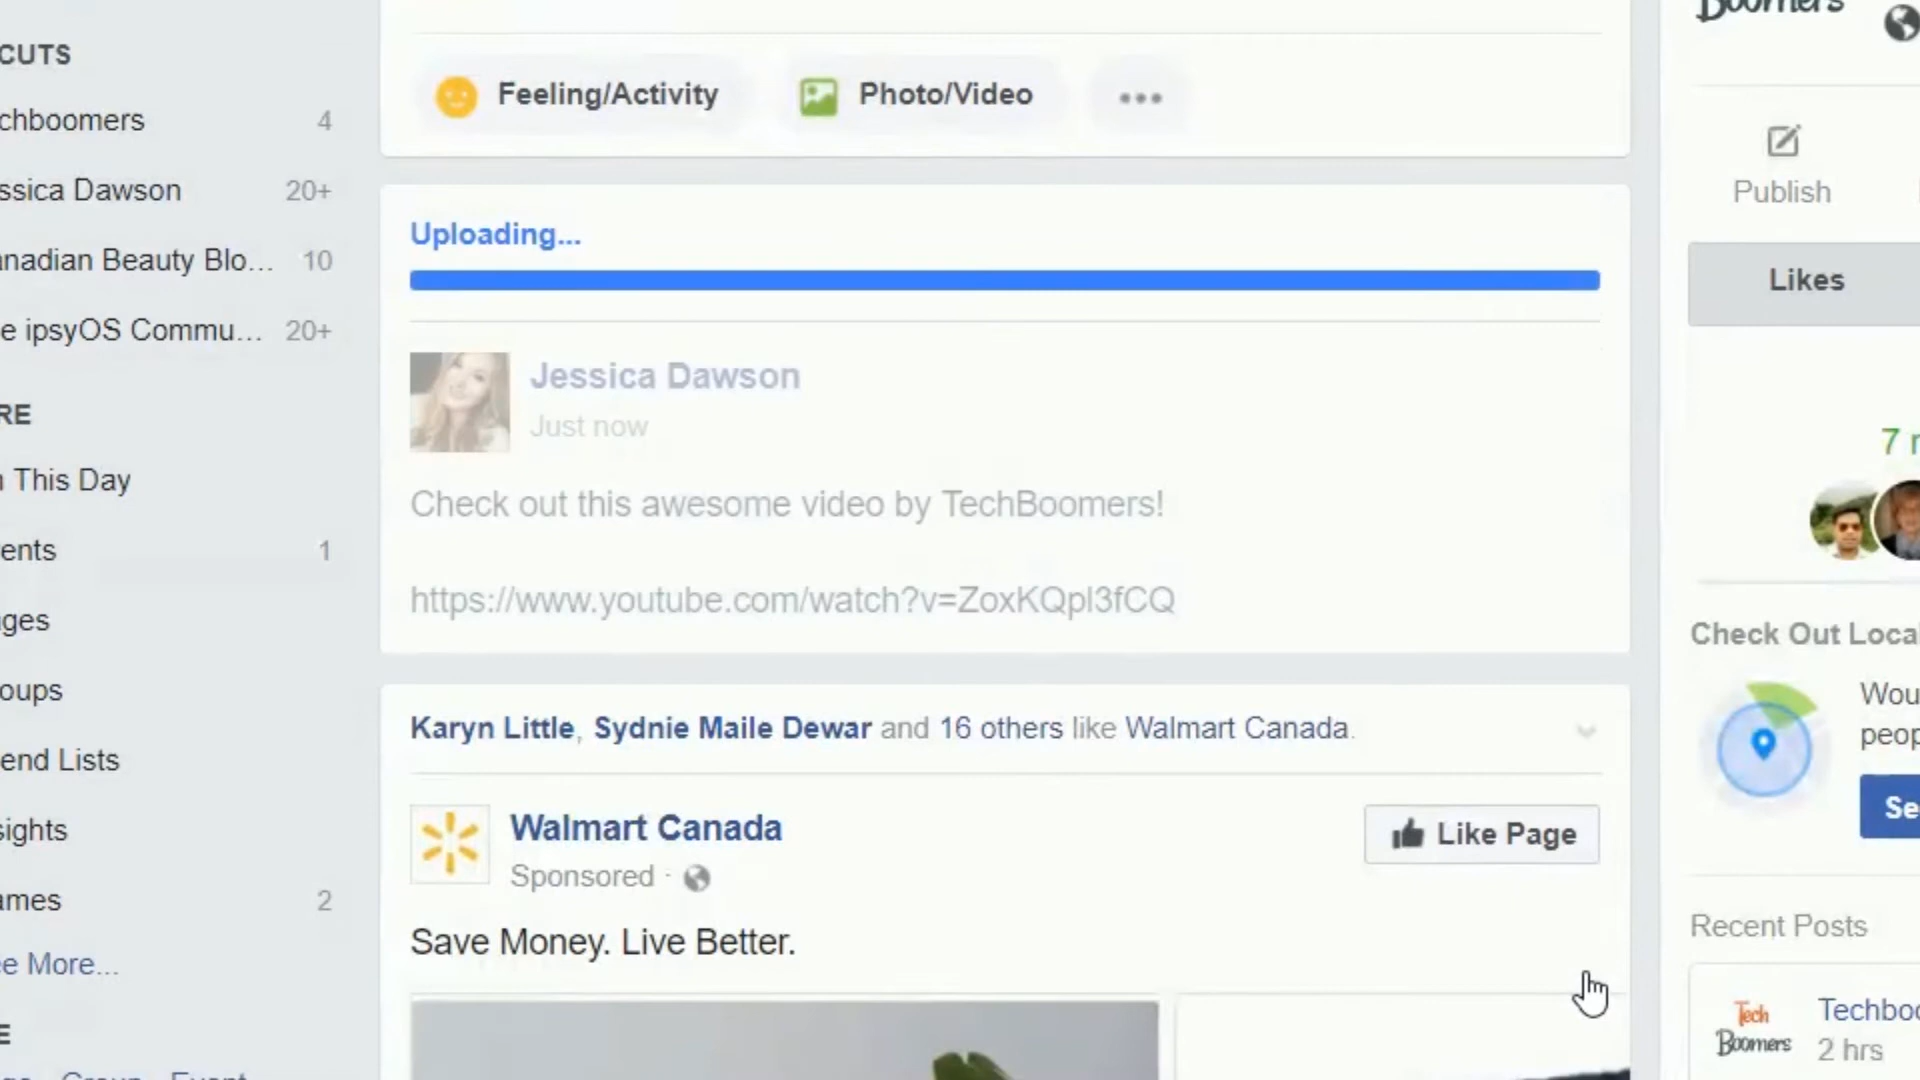 CUTS
chboomers 4
ssica Dawson 20+
anadian Beauty Blo... 10
e ipsyOS Commu... 20+
RE
This Day
ents 1
ges
oups
end Lists
sights
ames 2
e More...
E
Feeling/Activity Photo/Video
Uploading...
Jessica Dawson
Just now
Check out this awesome video by TechBoomers!
https://www.youtube.com/watch?v=ZoxKQpl3fCQ
Karyn Little, Sydnie Maile Dewar and 16 others like Walmart Canada.
Walmart Canada
Sponsored ·
Like Page
Save Money. Live Better.
Boomers
Publish
Likes
7
Check Out Loca
Wou
peop
Se
Recent Posts
Tech
Boomers
Techboo
2 hrs